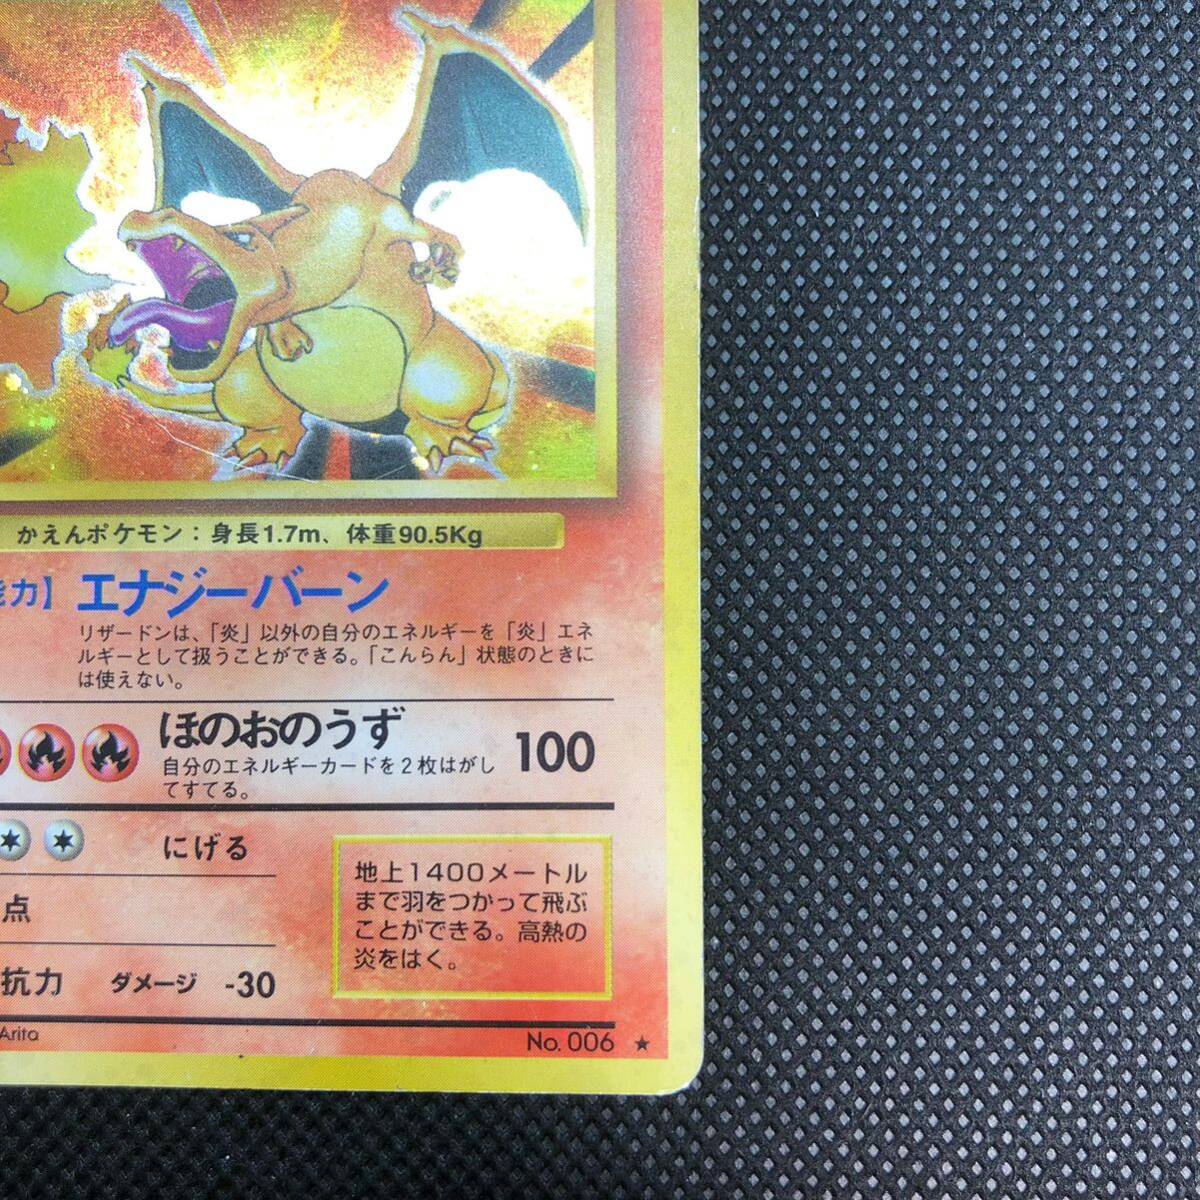 かえんポケモン：身長1.7m、体重90.5Kg
能力】エナジーバーン
リザードンは、「炎」以外の自分のエネルギーを「炎」エネ
ルギーとして扱うことができる。「こんらん」状態のときに
は使えない。
ほのおのうず 100
自分のエネルギーカードを2枚はがし
てすてる。
にげる
点
抗力 ダメージ -30
地上1400メートル
まで羽をつかって飛ぶ
ことができる。高熱の
炎をはく。
Arita
No. 006 ★